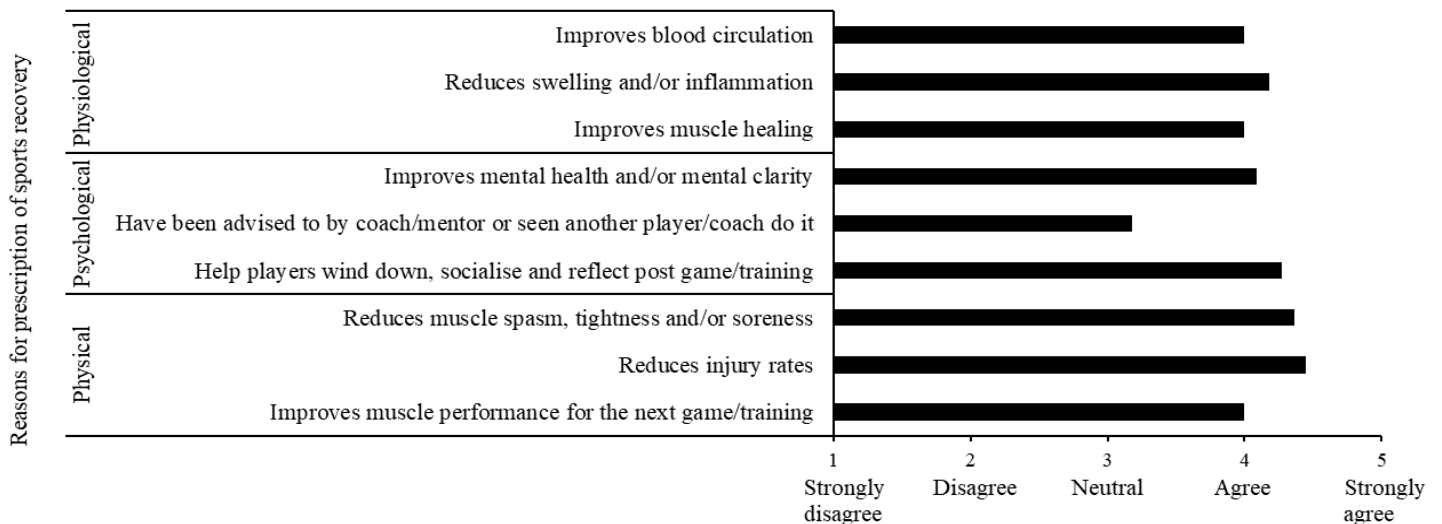 Reasons for prescription of sports recovery
Physiological
Improves blood circulation
Reduces swelling and/or inflammation
Improves muscle healing
Psychological
Improves mental health and/or mental clarity
Have been advised to by coach/mentor or seen another player/coach do it
Help players wind down, socialise and reflect post game/training
Physical
Reduces muscle spasm, tightness and/or soreness
Reduces injury rates
Improves muscle performance for the next game/training
1 2 3 4 5
Strongly Disagree Neutral Agree Strongly
disagree agree